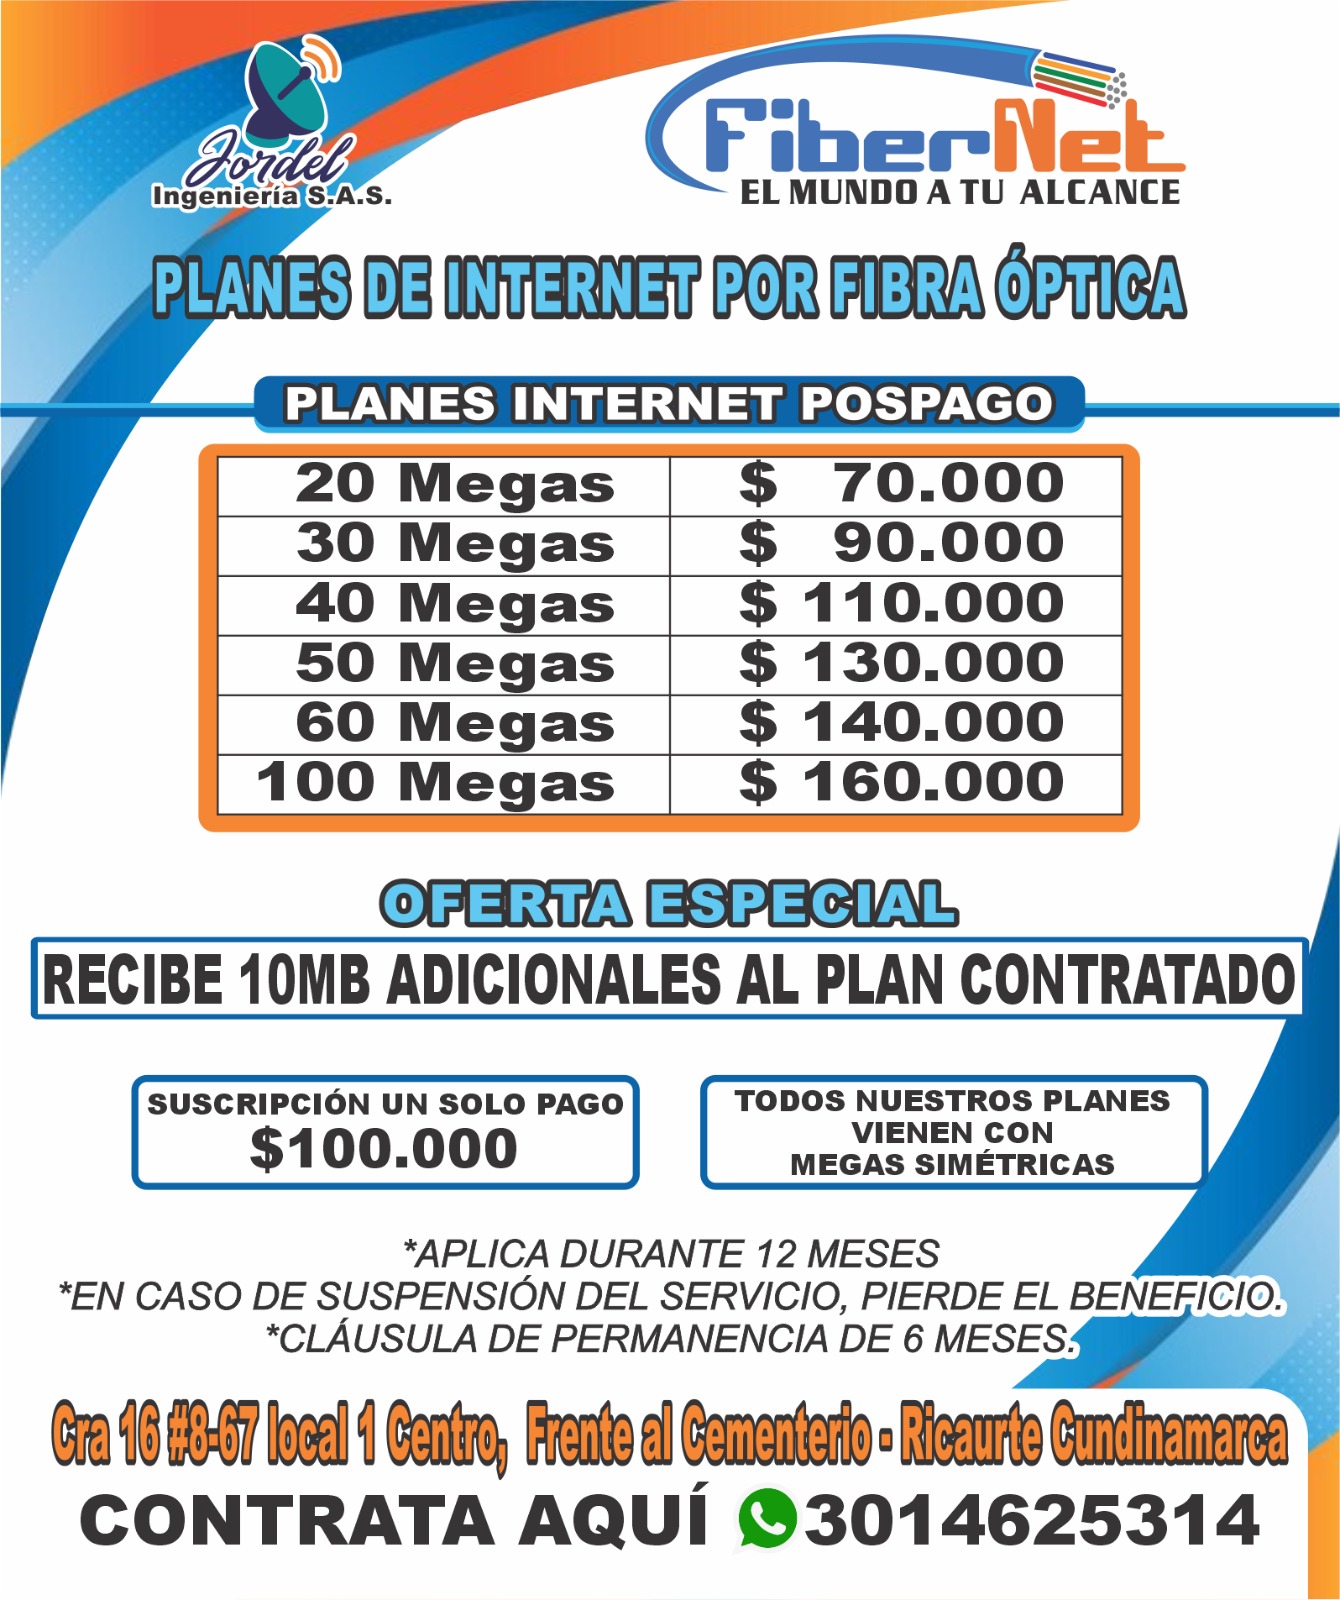 Jordel
Ingeniería S.A.S.
FiberNet
EL MUNDO A TU ALCANCE
PLANES DE INTERNET POR FIBRA ÓPTICA
PLANES INTERNET POSPAGO
20 Megas $ 70.000
30 Megas $ 90.000
40 Megas $ 110.000
50 Megas $ 130.000
60 Megas $ 140.000
100 Megas $ 160.000
OFERTA ESPECIAL
RECIBE 10MB ADICIONALES AL PLAN CONTRATADO
SUSCRIPCIÓN UN SOLO PAGO
$100.000
TODOS NUESTROS PLANES
VIENEN CON
MEGAS SIMÉTRICAS
*APLICA DURANTE 12 MESES
*EN CASO DE SUSPENSIÓN DEL SERVICIO, PIERDE EL BENEFICIO.
*CLÁUSULA DE PERMANENCIA DE 6 MESES.
Cra 16 #8-67 local 1 Centro, Frente al Cementerio - Ricaurte Cundinamarca
CONTRATA AQUÍ 3014625314